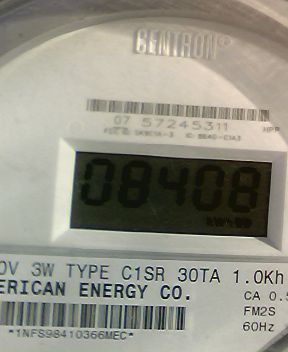 CENTRON®
07 57245311
08408
0V 3W TYPE C1SR 30TA 1.0Kh
ERICAN ENERGY CO.
CA 0.5
FM2S
60Hz
*1NFS98410366MEC*